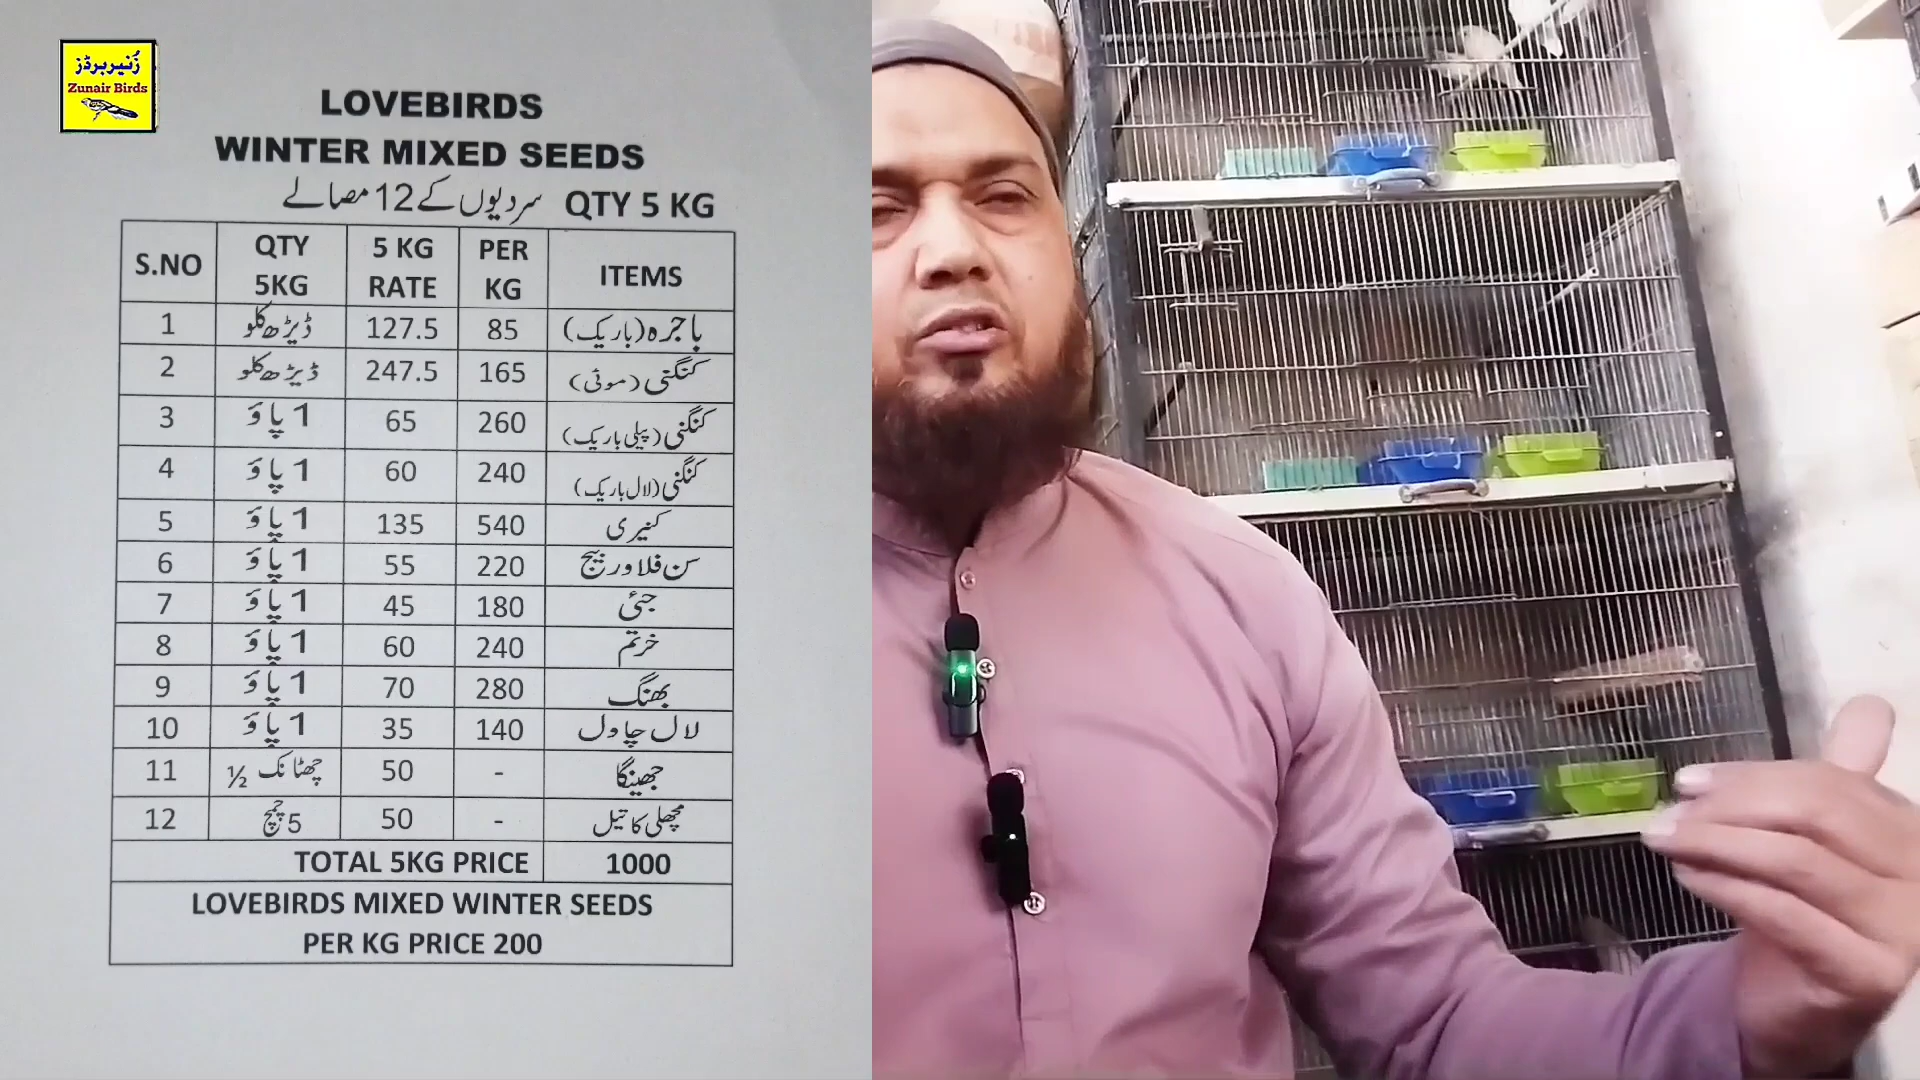 زُنیر برڈز
Zunair Birds
LOVEBIRDS
WINTER MIXED SEEDS
سردیوں کے 12 مصالے QTY 5 KG
S.NO QTY 5KG 5 KG RATE PER KG ITEMS
1 ڈیڑھ کلو 127.5 85 باجرہ (باریک)
2 ڈیڑھ کلو 247.5 165 کنگنی (موٹی)
3 1 پاؤ 65 260 کنگنی (پیلی باریک)
4 1 پاؤ 60 240 کنگنی (لال باریک)
5 1 پاؤ 135 540 کنیری
6 1 پاؤ 55 220 سن فلاور بیج
7 1 پاؤ 45 180 جئی
8 1 پاؤ 60 240 خرتم
9 1 پاؤ 70 280 بھنگ
10 1 پاؤ 35 140 لال چاول
11 ½ چھٹانک 50 - جھینگا
12 5 چمچ 50 - مچھلی کا تیل
TOTAL 5KG PRICE 1000
LOVEBIRDS MIXED WINTER SEEDS
PER KG PRICE 200